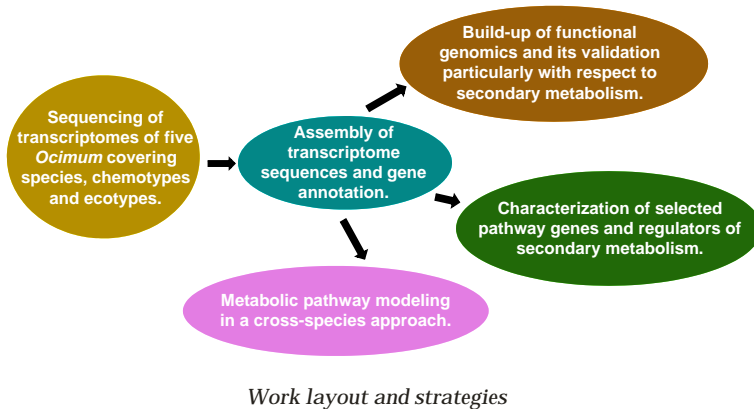 Build-up of functional
genomics and its validation
particularly with respect to
secondary metabolism.
Sequencing of
transcriptomes of five
Ocimum covering
species, chemotypes
and ecotypes.
Assembly of
transcriptome
sequences and gene
annotation.
Characterization of selected
pathway genes and regulators of
secondary metabolism.
Metabolic pathway modeling
in a cross-species approach.
Work layout and strategies